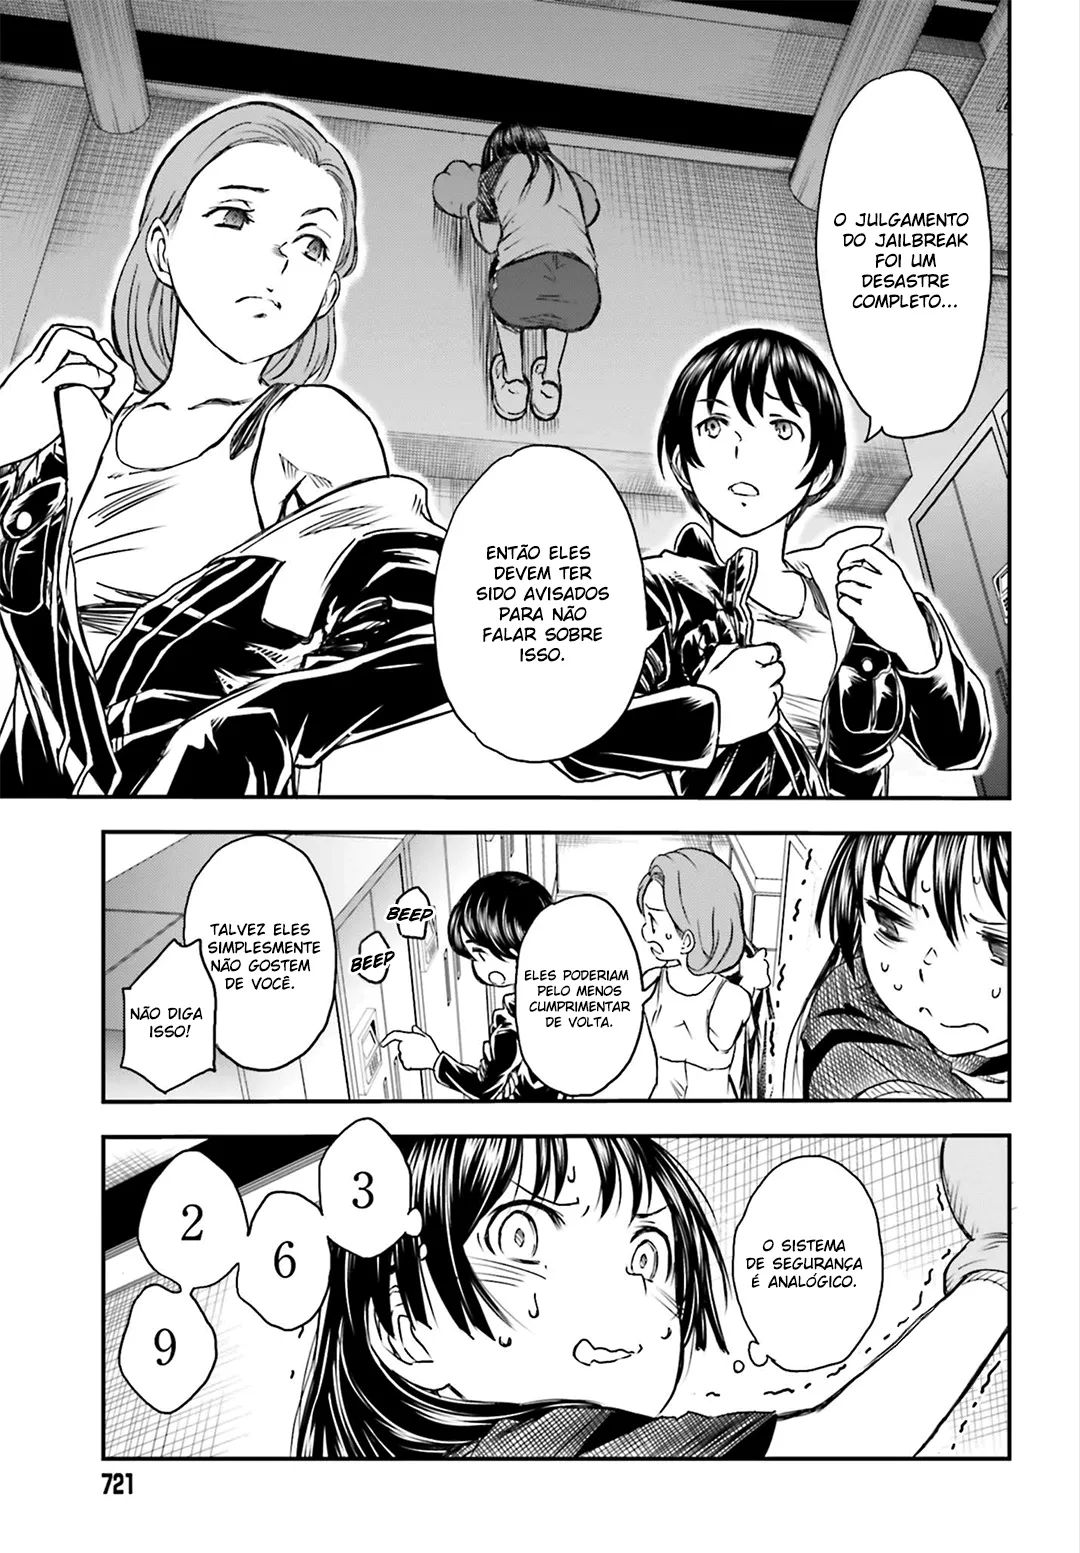 O JULGAMENTO
DO JAILBREAK
FOI UM
DESASTRE
COMPLETO...
ENTÃO ELES
DEVEM TER
SIDO AVISADOS
PARA NÃO
FALAR SOBRE
ISSO.
ELES PODERIAM
PELO MENOS
CUMPRIMENTAR
DE VOLTA.
BEEP
BEEP
TALVEZ ELES
SIMPLESMENTE
NÃO GOSTEM
DE VOCÊ.
NÃO DIGA
ISSO!
O SISTEMA
DE SEGURANÇA
É ANALÓGICO.
3
6
2
9
721